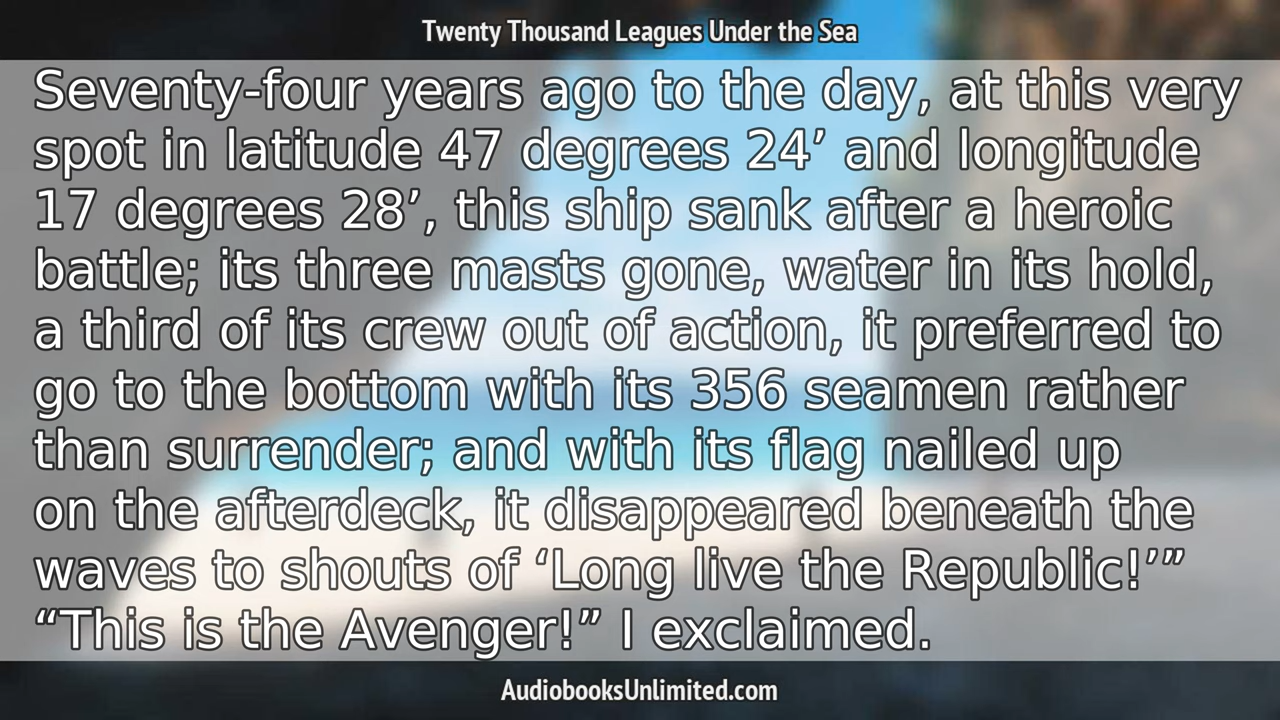 Twenty Thousand Leagues Under the Sea
Seventy-four years ago to the day, at this very
spot in latitude 47 degrees 24’ and longitude
17 degrees 28’, this ship sank after a heroic
battle; its three masts gone, water in its hold,
a third of its crew out of action, it preferred to
go to the bottom with its 356 seamen rather
than surrender; and with its flag nailed up
on the afterdeck, it disappeared beneath the
waves to shouts of ‘Long live the Republic!’”
“This is the Avenger!” I exclaimed.
AudiobooksUnlimited.com